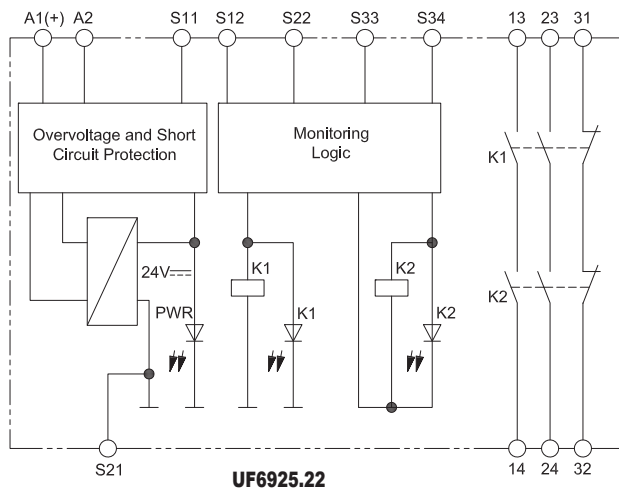 A1(+) A2 S11 S12 S22 S33 S34 13 23 31
Overvoltage and Short
Circuit Protection
Monitoring
Logic
K1
24V
K1
K2
K2
PWR
K1
K2
S21
14 24 32
UF6925.22